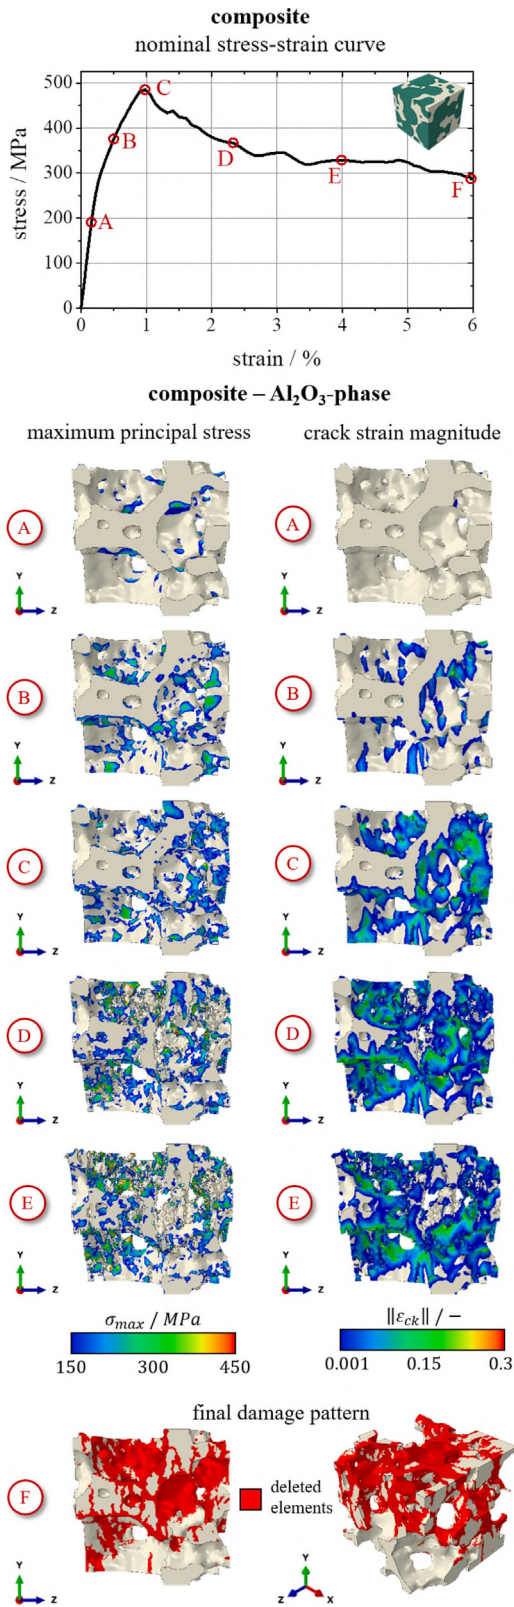 composite
nominal stress-strain curve
stress / MPa
500
400
300
200
100
0
A
B
C
D
E
F
0
1
2
3
4
5
6
strain / %
composite – Al₂O₃-phase
maximum principal stress
crack strain magnitude
A
Y
Z
A
Y
Z
B
Y
Z
B
Y
Z
C
Y
Z
C
Y
Z
D
Y
Z
D
Y
Z
E
Y
Z
E
Y
Z
σmax / MPa
150
300
450
‖εck‖ / −
0.001
0.15
0.3
final damage pattern
F
deleted
elements
Y
Z
Y
Z
X